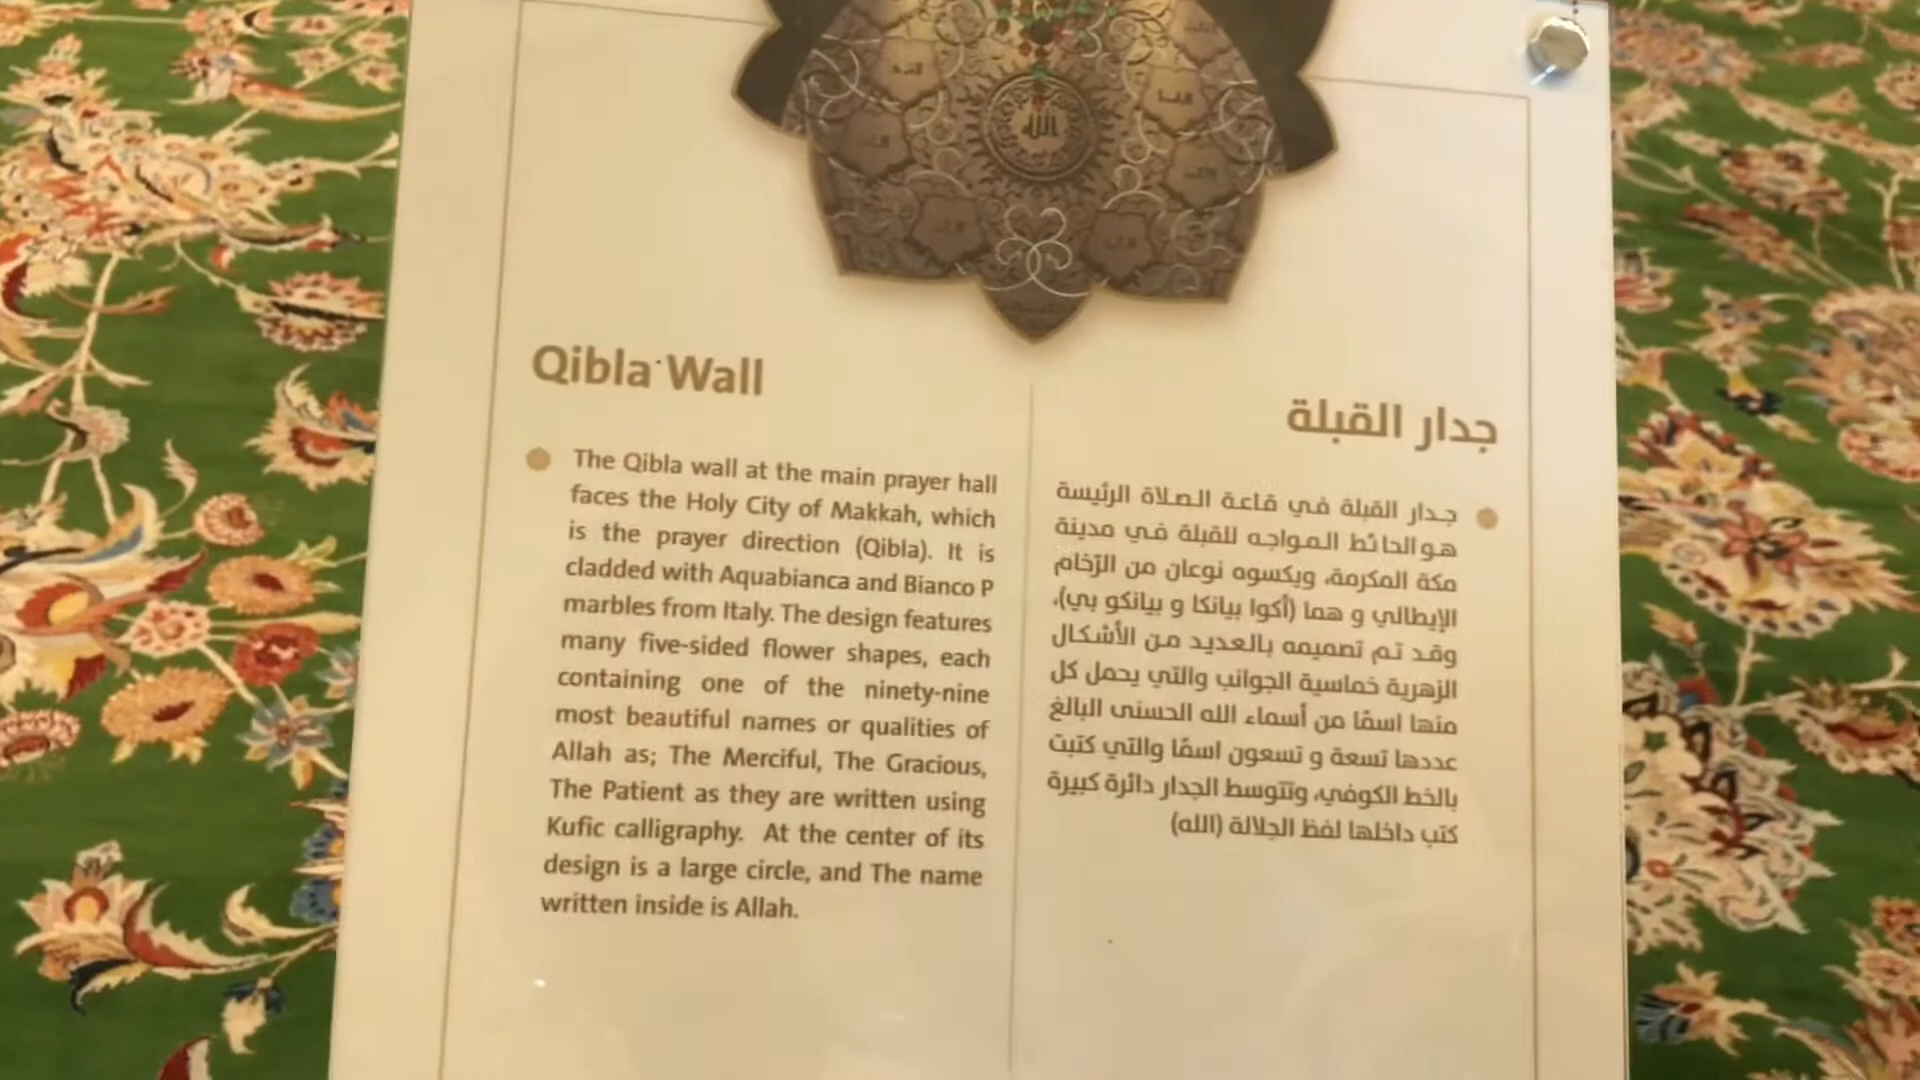 الله
Qibla Wall
The Qibla wall at the main prayer hall
faces the Holy City of Makkah, which
is the prayer direction (Qibla). It is
cladded with Aquabianca and Bianco P
marbles from Italy. The design features
many five-sided flower shapes, each
containing one of the ninety-nine
most beautiful names or qualities of
Allah as; The Merciful, The Gracious,
The Patient as they are written using
Kufic calligraphy. At the center of its
design is a large circle, and The name
written inside is Allah.
جدار القبلة
جدار القبلة في قاعة الصلاة الرئيسة
هو الحائط المواجه للقبلة في مدينة
مكة المكرمة، ويكسوه نوعان من الرّخام
الإيطالي و هما (أكوا بيانكا و بيانكو بي)،
وقد تم تصميمه بالعديد من الأشكال
الزهرية خماسية الجوانب والتي يحمل كل
منها اسمًا من أسماء الله الحسنى البالغ
عددها تسعة و تسعون اسمًا والتي كتبت
بالخط الكوفي، وتتوسط الجدار دائرة كبيرة
كتب داخلها لفظ الجلالة (الله)